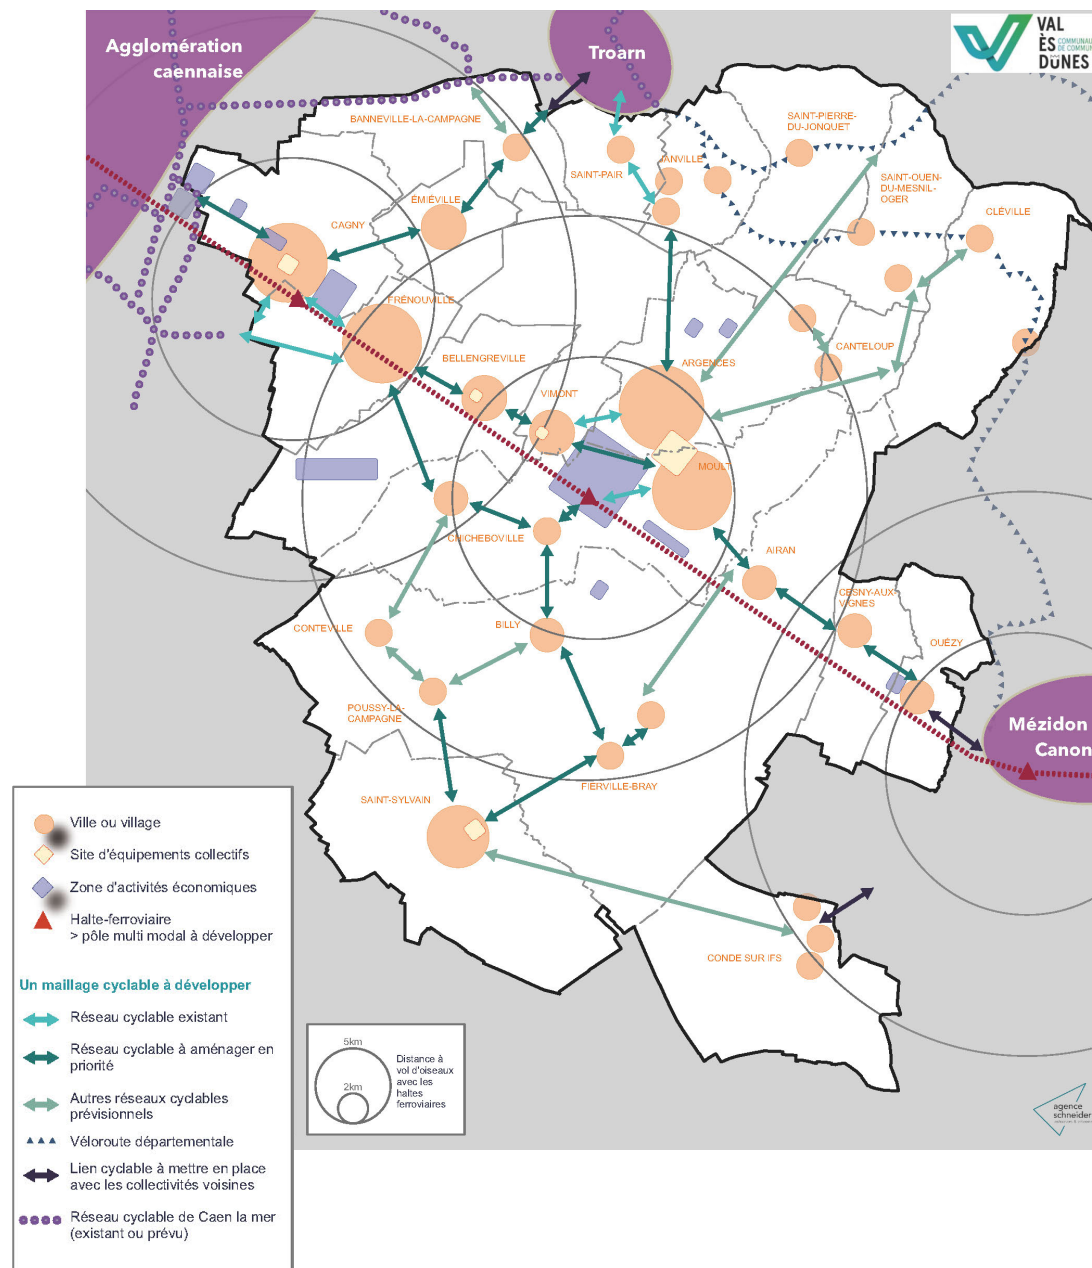 Agglomération
caennaise
Troarn
VAL
ÈS
DUNES
BANNEVILLE-LA-CAMPAGNE
SAINT-PIERRE-
DU-JONQUET
JANVILLE
SAINT-PAIR
SAINT-OUEN-
DU-MESNIL-
OGER
ÉMIÉVILLE
CLÉVILLE
CAGNY
FRÉNOUVILLE
BELLENGREVILLE
ARGENCES
CANTELOUP
VIMONT
MOULT
CHICHEBOVILLE
AIRAN
CESNY-AUX-
VIGNES
CONTEVILLE
BILLY
OUÉZY
POUSSY-LA-
CAMPAGNE
Mézidon
Canon
FIERVILLE-BRAY
SAINT-SYLVAIN
CONDE SUR IFS
Ville ou village
Site d'équipements collectifs
Zone d'activités économiques
Halte-ferroviaire
> pôle multi modal à développer
Un maillage cyclable à développer
Réseau cyclable existant
Réseau cyclable à aménager en
priorité
Autres réseaux cyclables
prévisionnels
Véloroute départementale
Lien cyclable à mettre en place
avec les collectivités voisines
Réseau cyclable de Caen la mer
(existant ou prévu)
5km
2km
Distance à
vol d'oiseaux
avec les
haltes
ferroviaires
agence
schneider